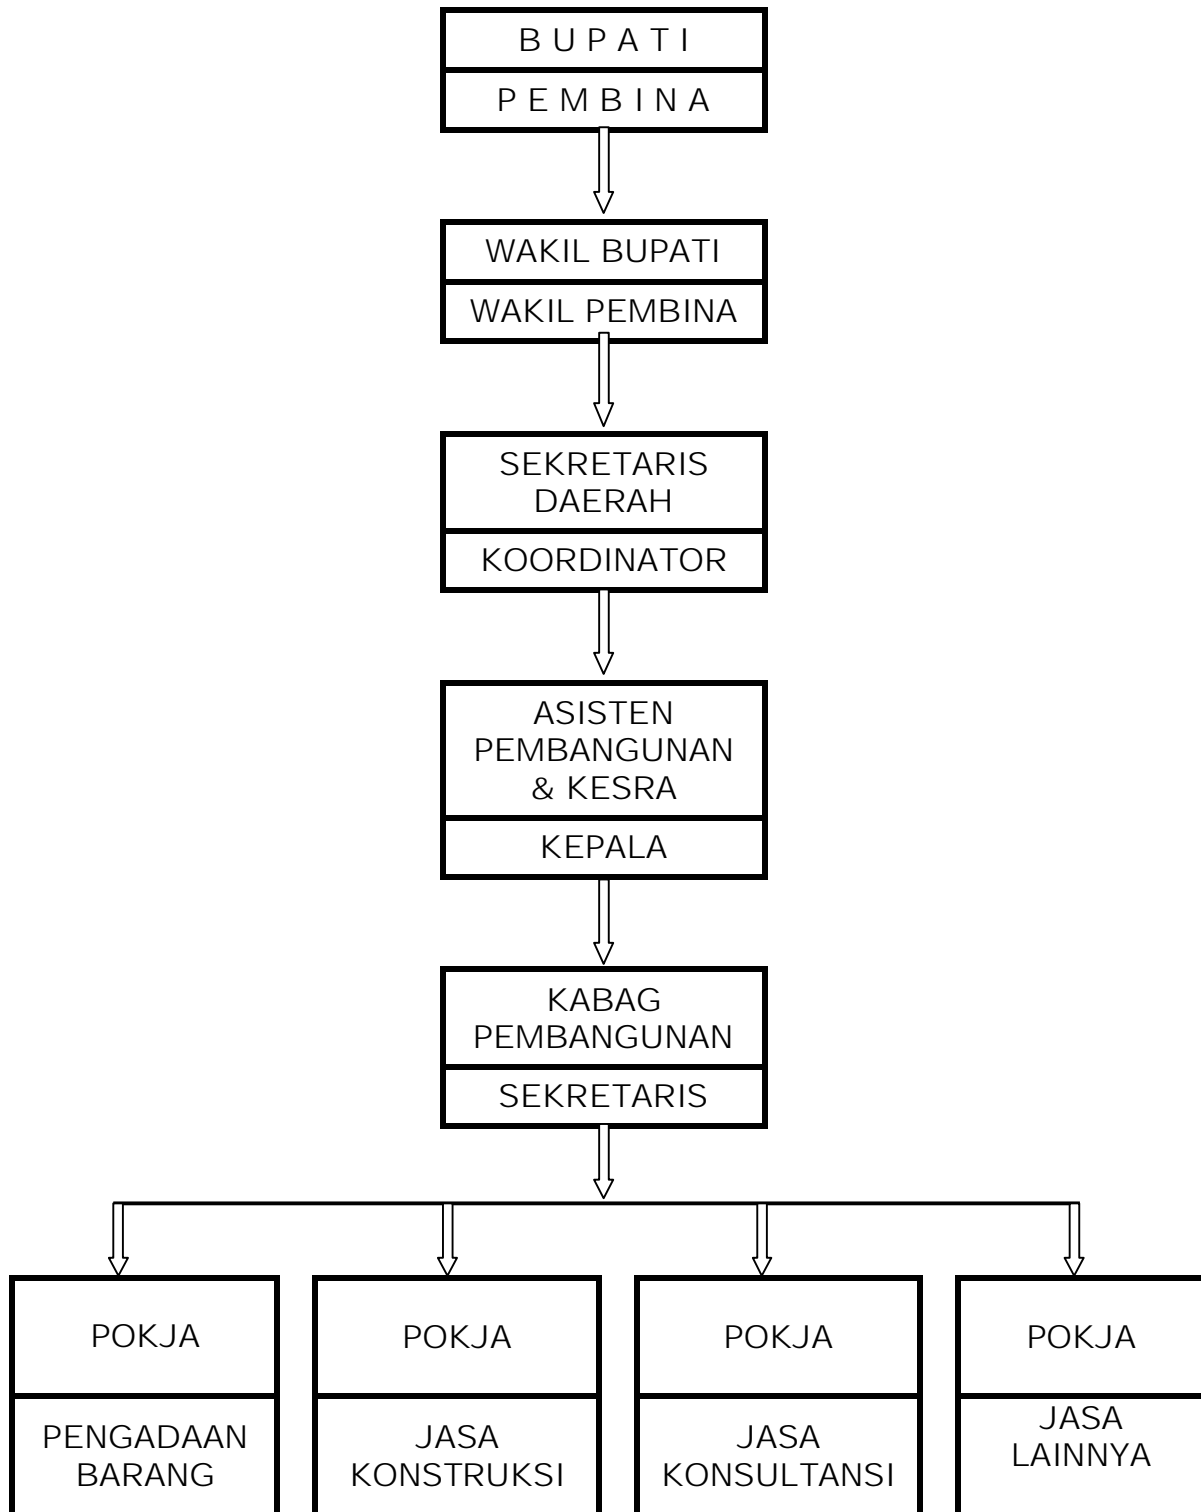 B U P A T I
P E M B I N A
WAKIL BUPATI
WAKIL PEMBINA
SEKRETARIS
DAERAH
KOORDINATOR
ASISTEN
PEMBANGUNAN
& KESRA
KEPALA
KABAG
PEMBANGUNAN
SEKRETARIS
POKJA
PENGADAAN
BARANG
POKJA
JASA
KONSTRUKSI
POKJA
JASA
KONSULTANSI
POKJA
JASA
LAINNYA